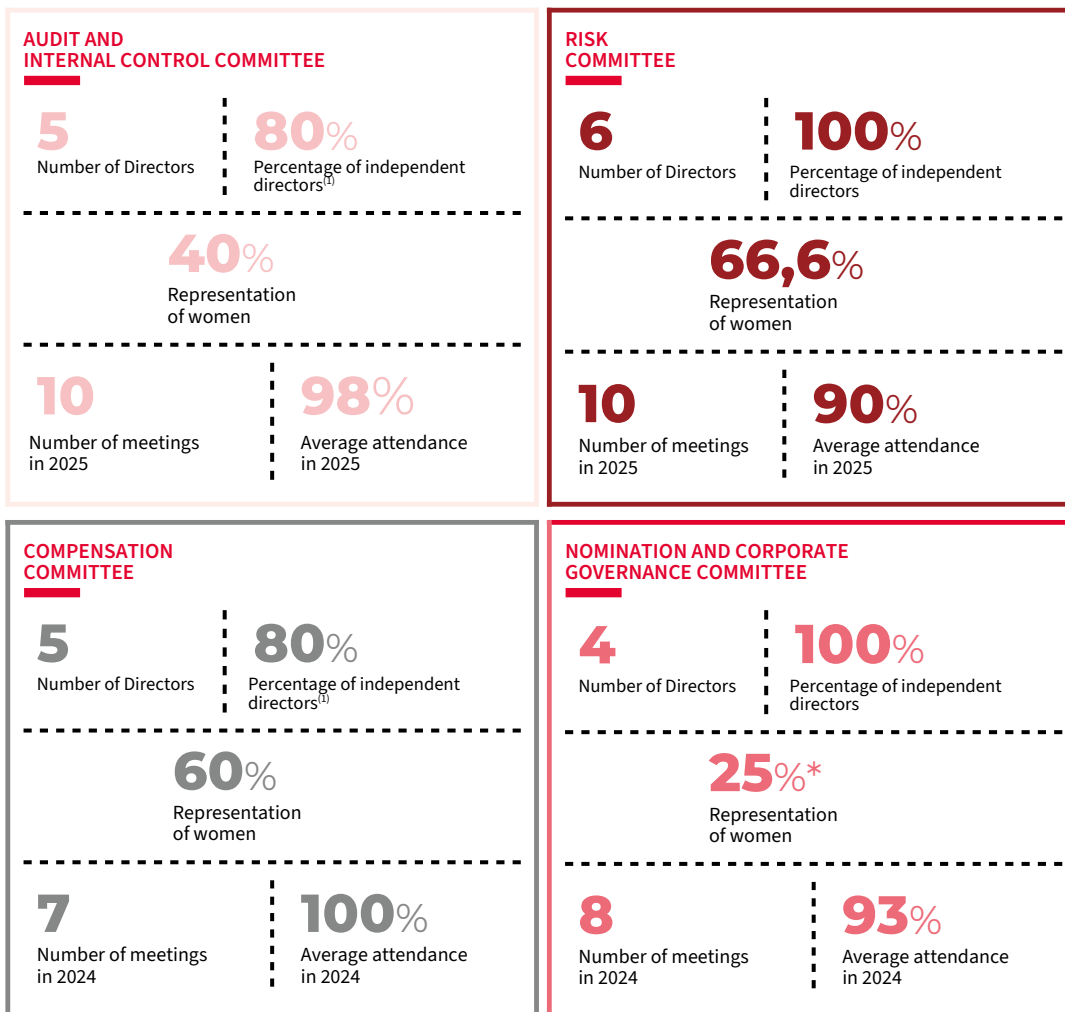 AUDIT AND
INTERNAL CONTROL COMMITTEE
5
Number of Directors
80%
Percentage of independent
directors(1)
40%
Representation
of women
10
Number of meetings
in 2025
98%
Average attendance
in 2025
RISK
COMMITTEE
6
Number of Directors
100%
Percentage of independent
directors
66,6%
Representation
of women
10
Number of meetings
in 2025
90%
Average attendance
in 2025
COMPENSATION
COMMITTEE
5
Number of Directors
80%
Percentage of independent
directors(1)
60%
Representation
of women
7
Number of meetings
in 2024
100%
Average attendance
in 2024
NOMINATION AND CORPORATE
GOVERNANCE COMMITTEE
4
Number of Directors
100%
Percentage of independent
directors
25%*
Representation
of women
8
Number of meetings
in 2024
93%
Average attendance
in 2024